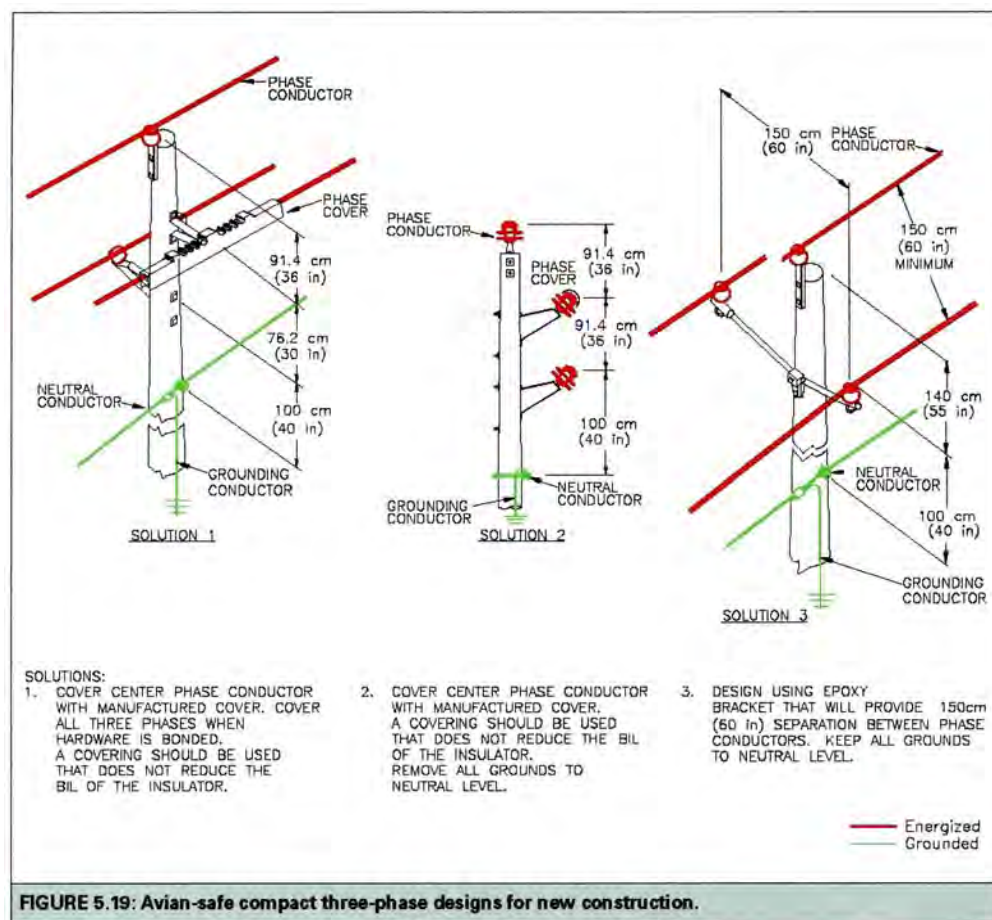 PHASE
CONDUCTOR
PHASE
COVER
91.4 cm
(36 in)
76.2 cm
(30 in)
NEUTRAL
CONDUCTOR
100 cm
(40 in)
GROUNDING
CONDUCTOR
SOLUTION 1
PHASE
CONDUCTOR
PHASE
COVER
91.4 cm
(36 in)
91.4 cm
(36 in)
100 cm
(40 in)
GROUNDING
CONDUCTOR
NEUTRAL
CONDUCTOR
SOLUTION 2
150 cm
(60 in)
PHASE
CONDUCTOR
150 cm
(60 in)
MINIMUM
140 cm
(55 in)
NEUTRAL
CONDUCTOR
100 cm
(40 in)
GROUNDING
CONDUCTOR
SOLUTION 3
SOLUTIONS:
1. COVER CENTER PHASE CONDUCTOR
WITH MANUFACTURED COVER. COVER
ALL THREE PHASES WHEN
HARDWARE IS BONDED.
A COVERING SHOULD BE USED
THAT DOES NOT REDUCE THE
BIL OF THE INSULATOR.
2. COVER CENTER PHASE CONDUCTOR
WITH MANUFACTURED COVER.
A COVERING SHOULD BE USED
THAT DOES NOT REDUCE THE BIL
OF THE INSULATOR.
REMOVE ALL GROUNDS TO
NEUTRAL LEVEL.
3. DESIGN USING EPOXY
BRACKET THAT WILL PROVIDE 150cm
(60 in) SEPARATION BETWEEN PHASE
CONDUCTORS. KEEP ALL GROUNDS
TO NEUTRAL LEVEL.
Energized
Grounded
FIGURE 5.19: Avian-safe compact three-phase designs for new construction.